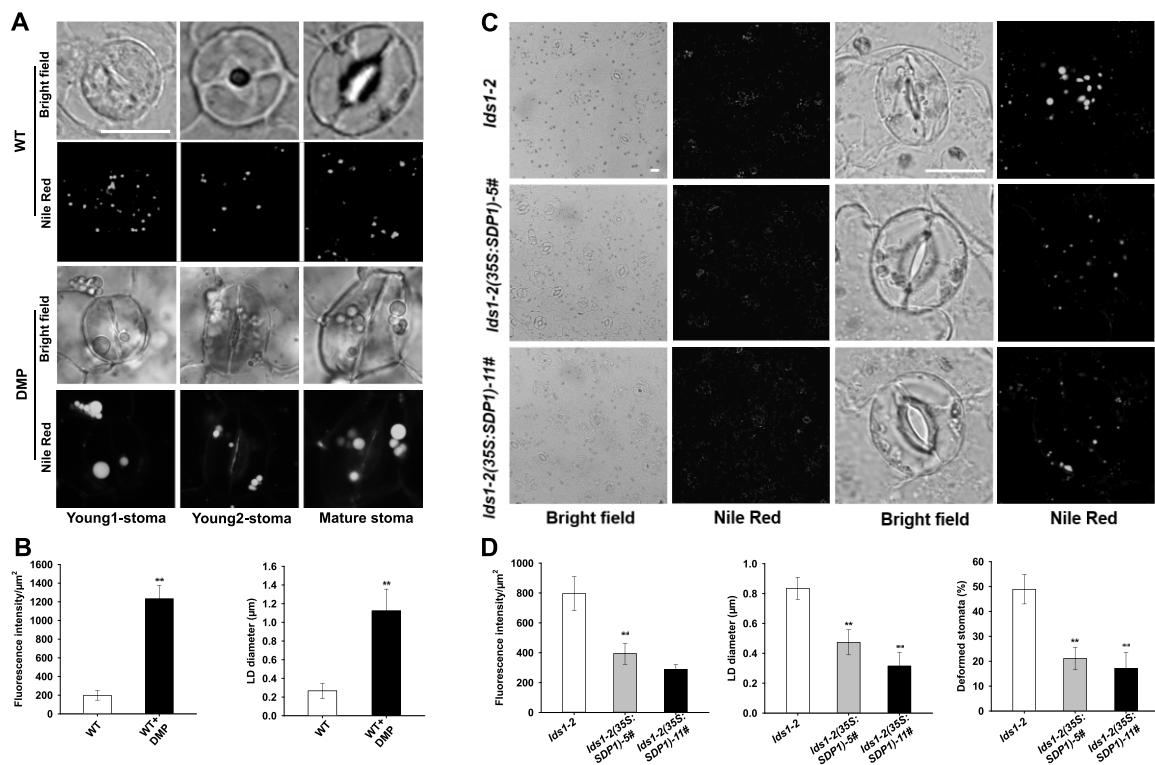 A
WT
Bright field
Nile Red
DMP
Bright field
Nile Red
Young1-stoma
Young2-stoma
Mature stoma
C
lds1-2
lds1-2(35S:SDP1)-5#
lds1-2(35S:SDP1)-11#
Bright field
Nile Red
Bright field
Nile Red
B
Fluorescence intensity/µm²
1600
1400
1200
1000
800
600
400
200
0
**
WT
WT+
DMP
LD diameter (µm)
1.6
1.4
1.2
1.0
0.8
0.6
0.4
0.2
0.0
**
WT
WT+
DMP
D
Fluorescence intensity/µm²
1000
800
600
400
200
0
**
lds1-2
lds1-2(35S:
SDP1)-5#
lds1-2(35S:
SDP1)-11#
LD diameter (µm)
1.0
0.8
0.6
0.4
0.2
0.0
**
**
lds1-2
lds1-2(35S:
SDP1)-5#
lds1-2(35S:
SDP1)-11#
Deformed stomata (%)
60
50
40
30
20
10
0
**
**
lds1-2
lds1-2(35S:
SDP1)-5#
lds1-2(35S:
SDP1)-11#